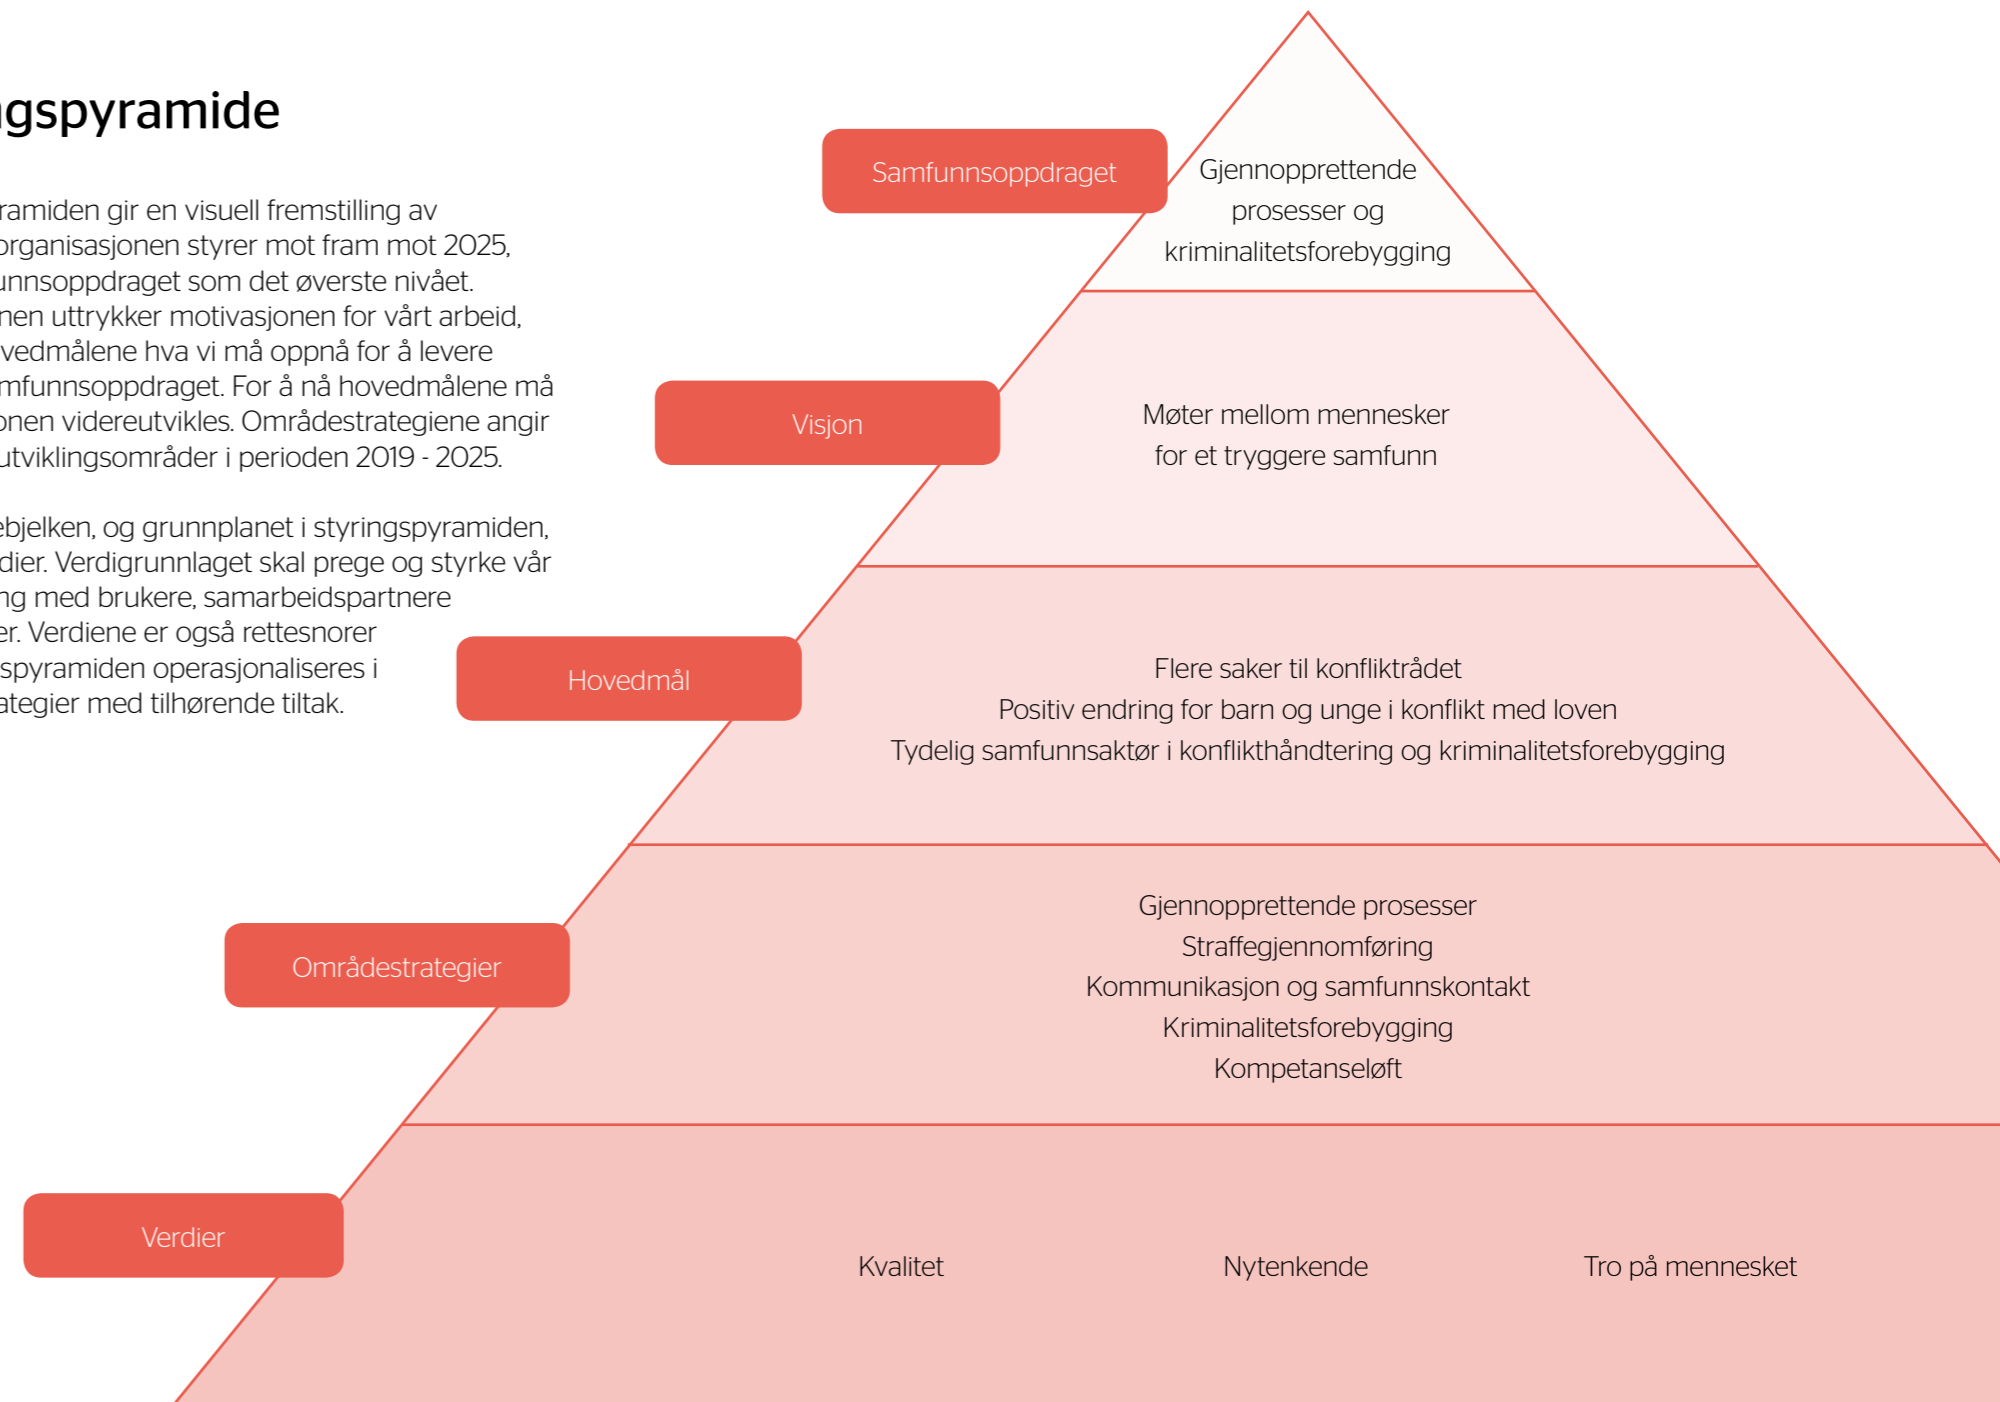 gspyramide
ramiden gir en visuell fremstilling av
organisasjonen styrer mot fram mot 2025,
unnsoppdraget som det øverste nivået.
nen uttrykker motivasjonen for vårt arbeid,
vedmålene hva vi må oppnå for å levere
mfunnsoppdraget. For å nå hovedmålene må
onen videreutvikles. Områdestrategiene angir
utviklingsområder i perioden 2019 - 2025.
ebjelken, og grunnplanet i styringspyramiden,
dier. Verdigrunnlaget skal prege og styrke vår
ng med brukere, samarbeidspartnere
er. Verdiene er også rettesnorer
spyramiden operasjonaliseres i
ategier med tilhørende tiltak.
Samfunnsoppdraget
Gjennopprettende
prosesser og
kriminalitetsforebygging
Visjon
Møter mellom mennesker
for et tryggere samfunn
Hovedmål
Flere saker til konfliktrådet
Positiv endring for barn og unge i konflikt med loven
Tydelig samfunnsaktør i konflikthåndtering og kriminalitetsforebygging
Områdestrategier
Gjennopprettende prosesser
Straffegjennomføring
Kommunikasjon og samfunnskontakt
Kriminalitetsforebygging
Kompetanseløft
Verdier
Kvalitet Nytenkende Tro på mennesket